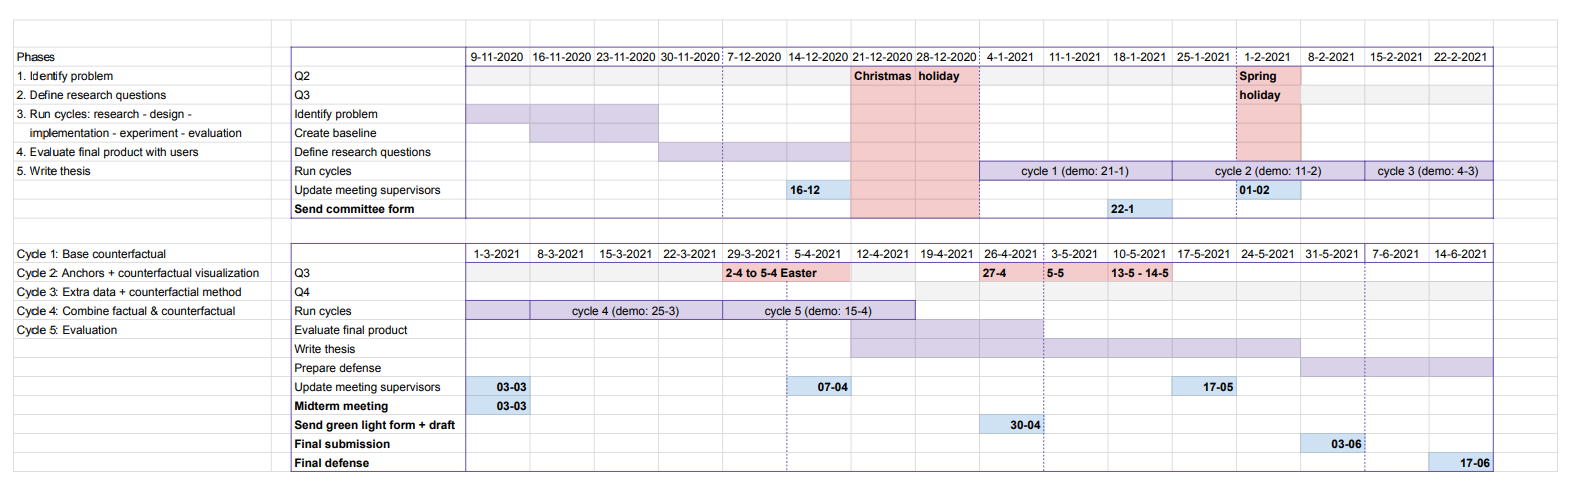 Phases 9-11-2020 16-11-2020 23-11-2020 30-11-2020 7-12-2020 14-12-2020 21-12-2020 28-12-2020 4-1-2021 11-1-2021 18-1-2021 25-1-2021 1-2-2021 8-2-2021 15-2-2021 22-2-2021
1. Identify problem Q2 Christmas holiday Spring
2. Define research questions Q3 holiday
3. Run cycles: research - design - Identify problem
implementation - experiment - evaluation Create baseline
4. Evaluate final product with users Define research questions
5. Write thesis Run cycles cycle 1 (demo: 21-1) cycle 2 (demo: 11-2) cycle 3 (demo: 4-3)
Update meeting supervisors 16-12 01-02
Send committee form 22-1
Cycle 1: Base counterfactual 1-3-2021 8-3-2021 15-3-2021 22-3-2021 29-3-2021 5-4-2021 12-4-2021 19-4-2021 26-4-2021 3-5-2021 10-5-2021 17-5-2021 24-5-2021 31-5-2021 7-6-2021 14-6-2021
Cycle 2: Anchors + counterfactual visualization Q3 2-4 to 5-4 Easter 27-4 5-5 13-5 - 14-5
Cycle 3: Extra data + counterfactial method Q4
Cycle 4: Combine factual & counterfactual Run cycles cycle 4 (demo: 25-3) cycle 5 (demo: 15-4)
Cycle 5: Evaluation Evaluate final product
Write thesis
Prepare defense
Update meeting supervisors 03-03 07-04 17-05
Midterm meeting 03-03
Send green light form + draft 30-04
Final submission 03-06
Final defense 17-06